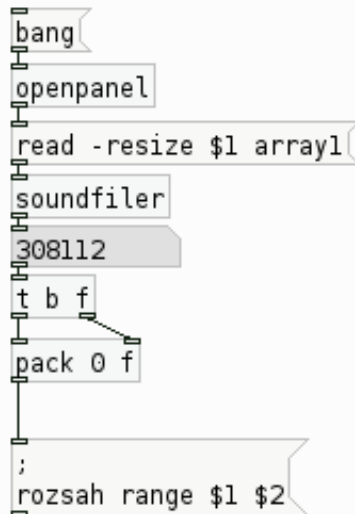 bang
openpanel
read -resize $1 array1
soundfiler
308112
t b f
pack 0 f
;
rozsah range $1 $2